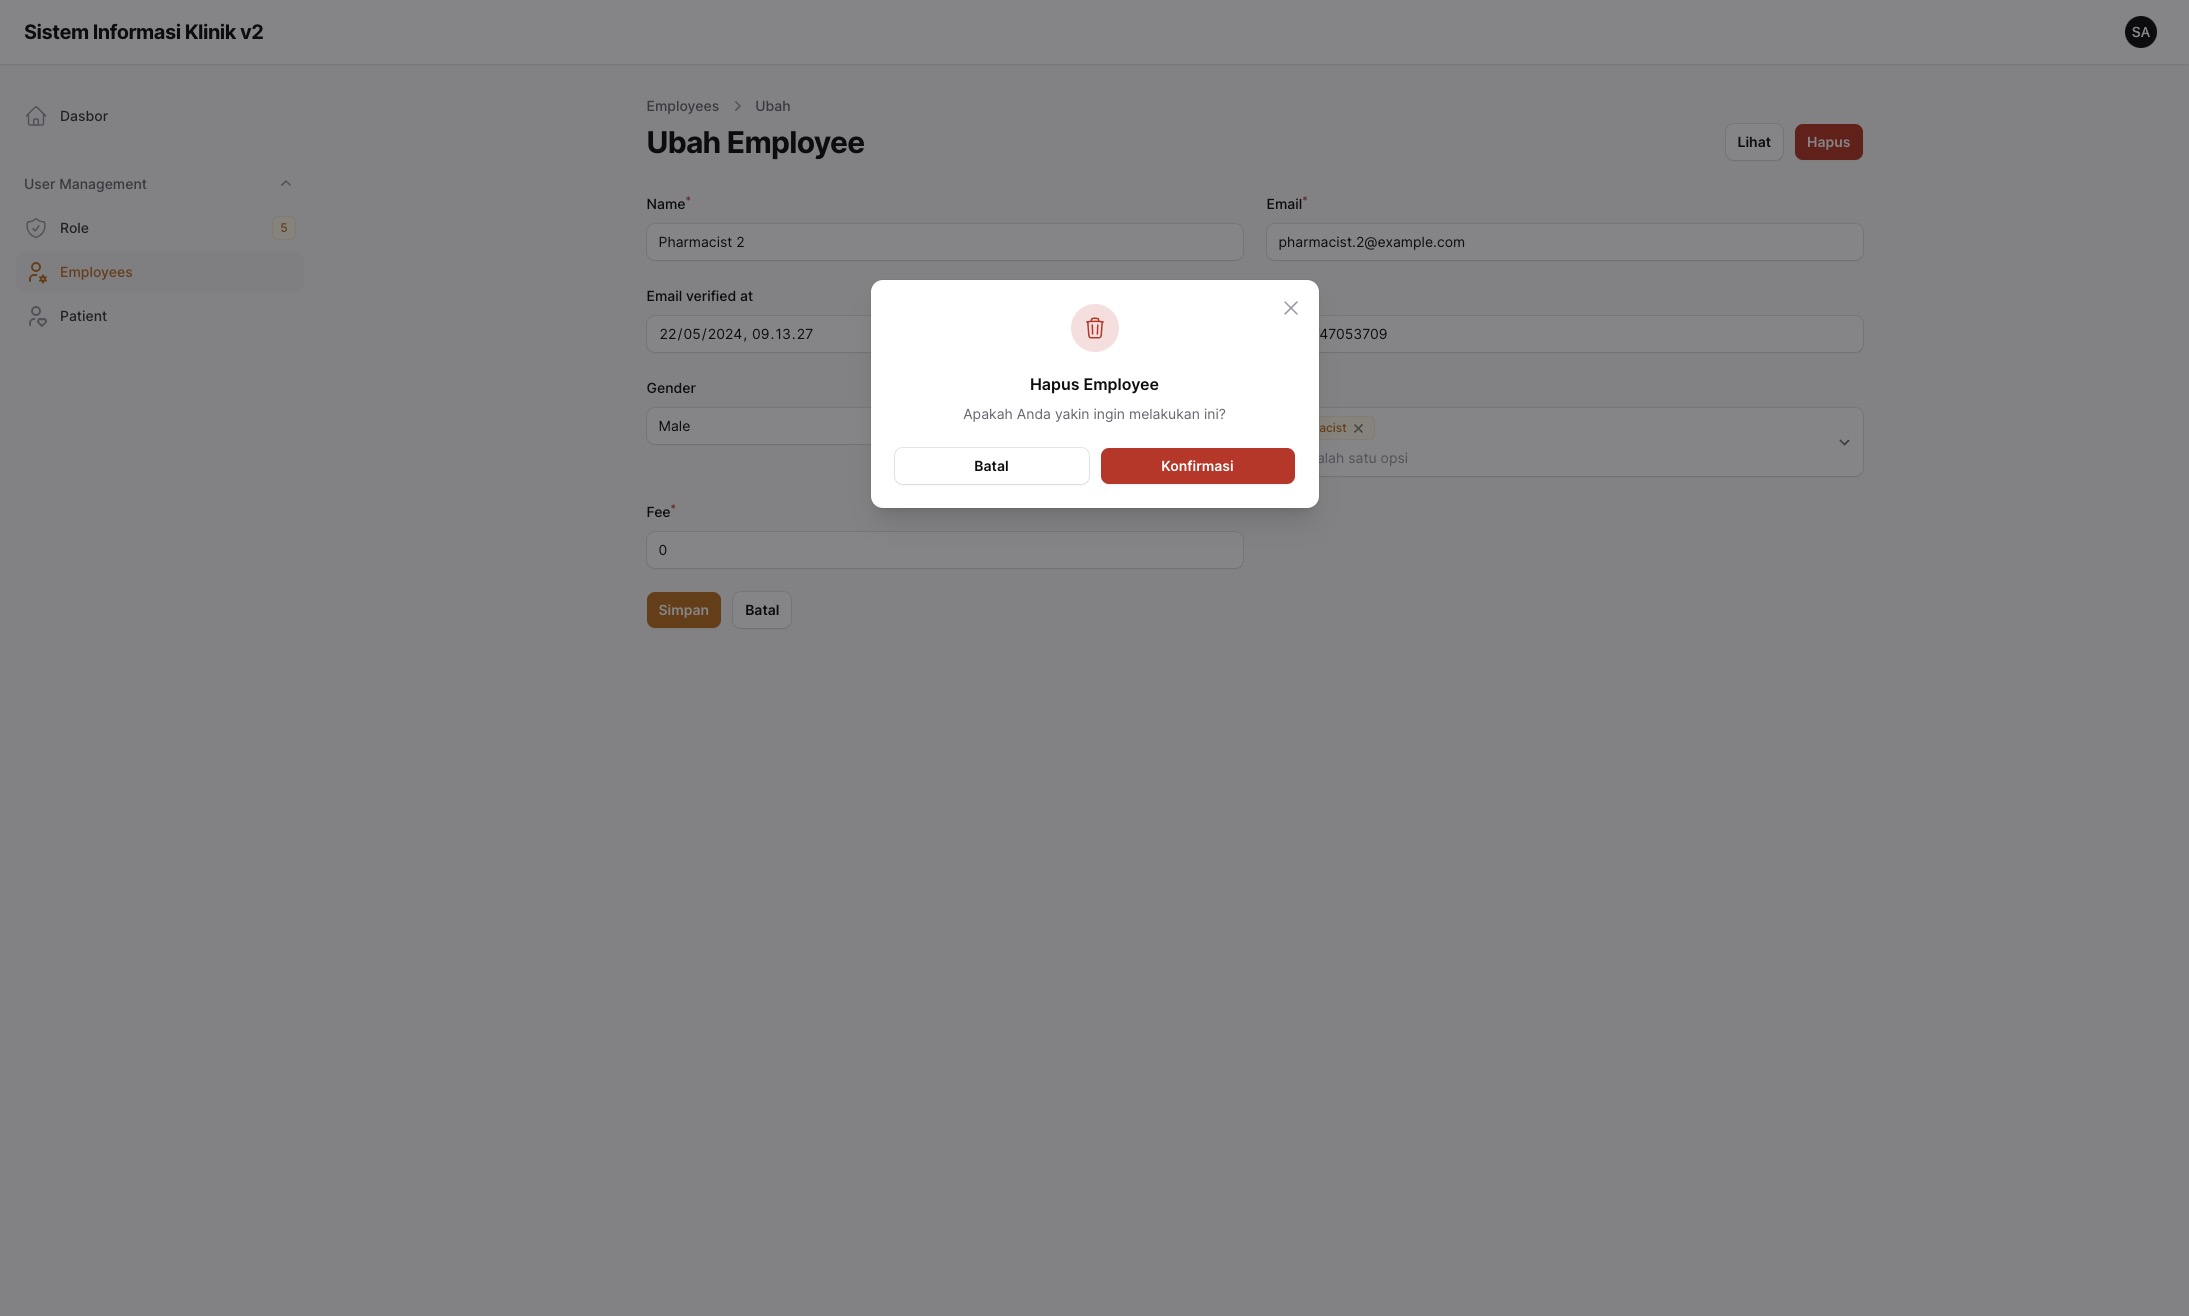 Sistem Informasi Klinik v2
SA
Dasbor
User Management
Role
5
Employees
Patient
Employees
Ubah
Ubah Employee
Lihat
Hapus
Name*
Email*
Pharmacist 2
pharmacist.2@example.com
Email verified at
22/05/2024, 09.13.27
47053709
Gender
Male
acist
alah satu opsi
Hapus Employee
Apakah Anda yakin ingin melakukan ini?
Batal
Konfirmasi
Fee*
0
Simpan
Batal